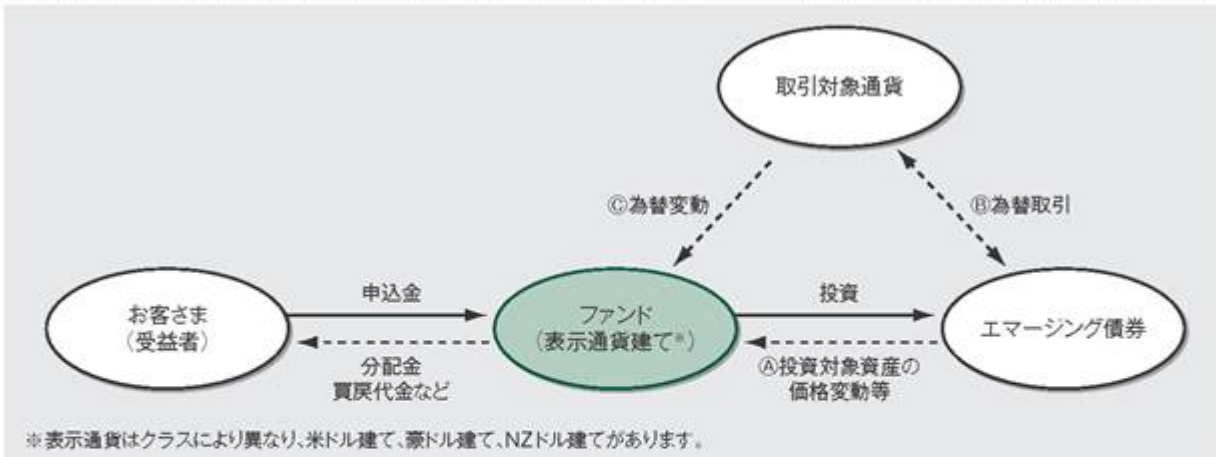 取引対象通貨
Ⓒ為替変動
Ⓑ為替取引
お客さま
(受益者)
申込金
分配金
買戻代金など
ファンド
(表示通貨建て※)
投資
Ⓐ投資対象資産の
価格変動等
エマージング債券
※表示通貨はクラスにより異なり、米ドル建て、豪ドル建て、NZドル建てがあります。